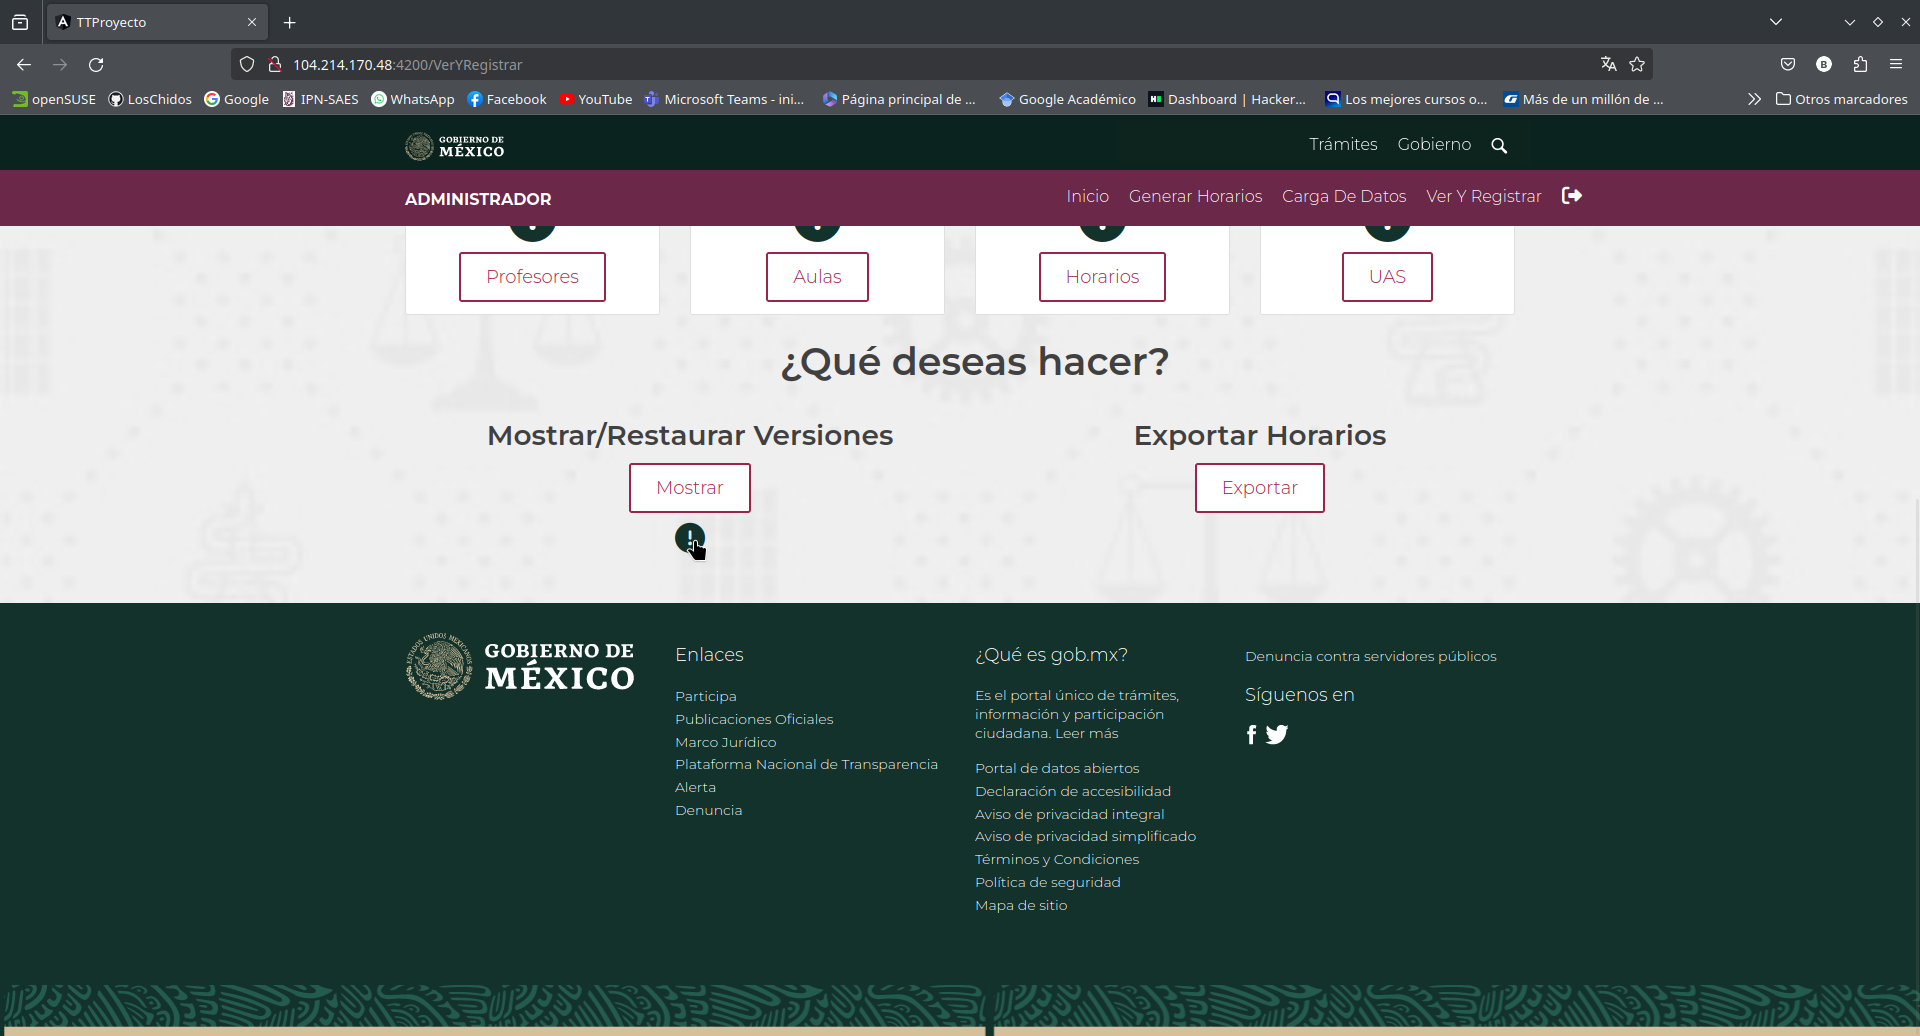 TTProyecto
104.214.170.48:4200/VerYRegistrar
openSUSE LosChidos Google IPN-SAES WhatsApp Facebook YouTube Microsoft Teams - ini... Página principal de ... Google Académico Dashboard | Hacker... Los mejores cursos o... Más de un millón de ... Otros marcadores
GOBIERNO DE
MÉXICO
Trámites Gobierno
ADMINISTRADOR
Inicio Generar Horarios Carga De Datos Ver Y Registrar
Profesores Aulas Horarios UAS
¿Qué deseas hacer?
Mostrar/Restaurar Versiones
Mostrar
!
Exportar Horarios
Exportar
ESTADOS UNIDOS MEXICANOS
GOBIERNO DE
MÉXICO
Enlaces
Participa
Publicaciones Oficiales
Marco Jurídico
Plataforma Nacional de Transparencia
Alerta
Denuncia
¿Qué es gob.mx?
Es el portal único de trámites,
información y participación
ciudadana. Leer más
Portal de datos abiertos
Declaración de accesibilidad
Aviso de privacidad integral
Aviso de privacidad simplificado
Términos y Condiciones
Política de seguridad
Mapa de sitio
Denuncia contra servidores públicos
Síguenos en